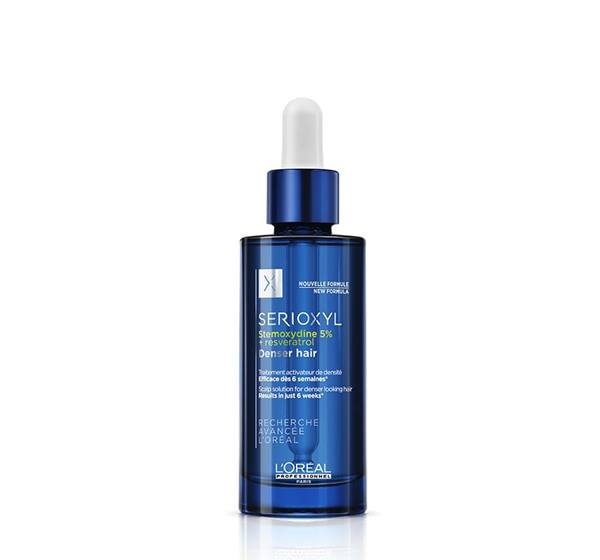 NOUVELLE FORMULE
NEW FORMULA
SERIOXYL
Stemoxydine 5%
+ resveratrol
Denser hair
Traitement activateur de densité
Efficace dès 6 semaines*
Scalp solution for denser looking hair
Results in just 6 weeks*
RECHERCHE
AVANCÉE
L'ORÉAL
L'ORÉAL
PROFESSIONNEL
PARIS